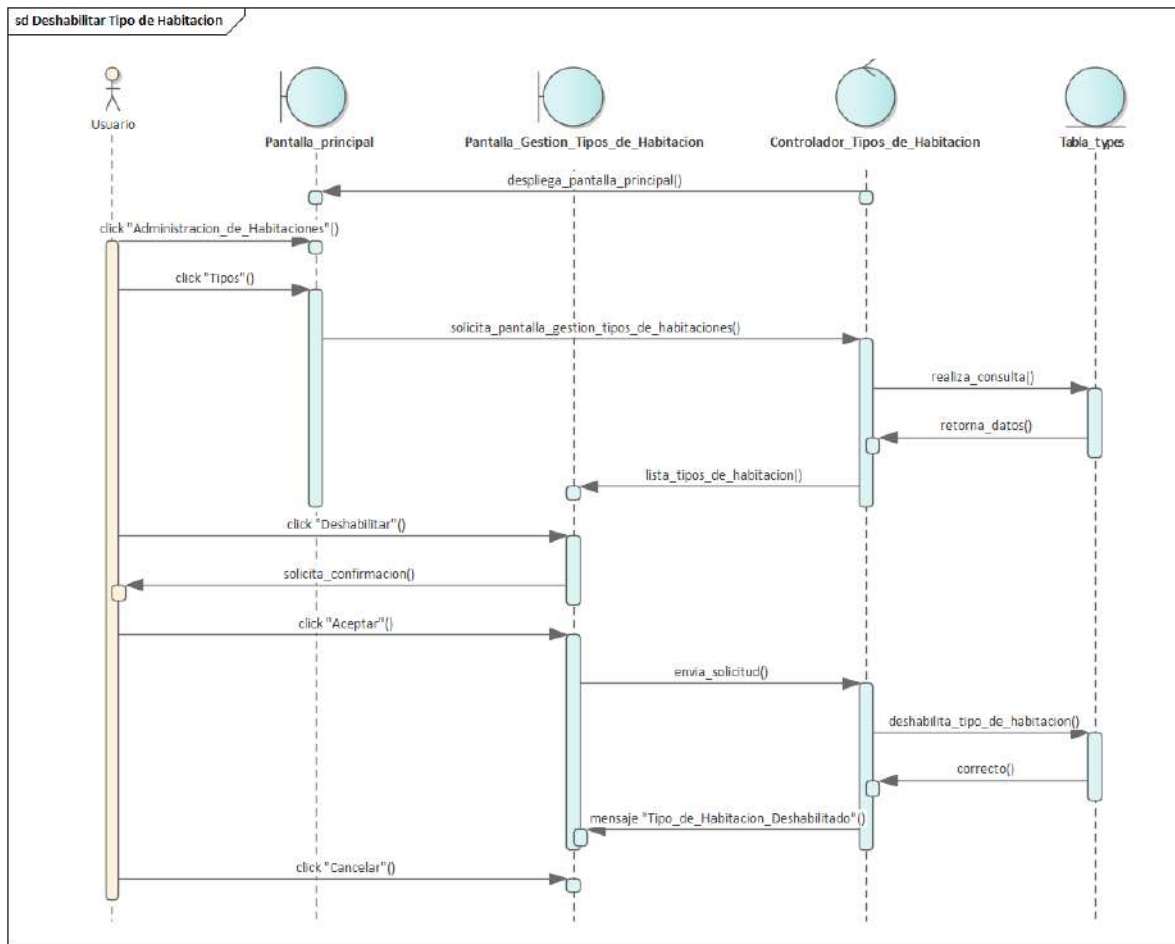 sd Deshabilitar Tipo de Habitacion
Usuario
Pantalla_principal
Pantalla_Gestion_Tipos_de_Habitacion
Controlador_Tipos_de_Habitacion
Tabla_types
despliega_pantalla_principal()
click "Administracion_de_Habitaciones"()
click "Tipos"()
solicita_pantalla_gestion_tipos_de_habitaciones()
realiza_consulta()
retorna_datos()
lista_tipos_de_habitacion()
click "Deshabilitar"()
solicita_confirmacion()
click "Aceptar"()
envia_solicitud()
deshabilita_tipo_de_habitacion()
correcto()
mensaje "Tipo_de_Habitacion_Deshabilitado"()
click "Cancelar"()